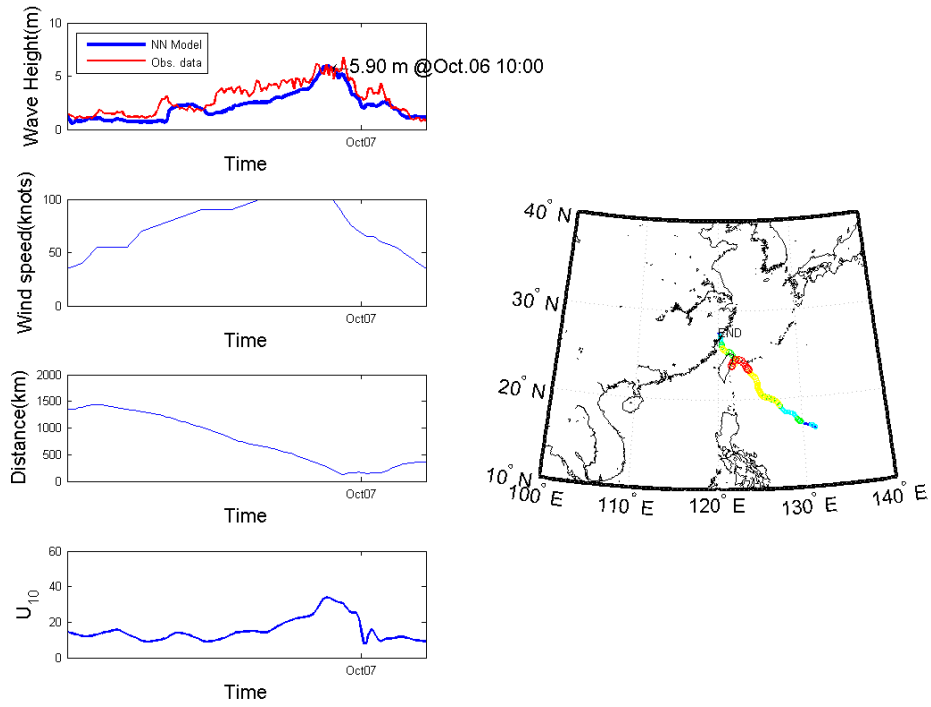 Wave Height(m)
10
5
0
NN Model
Obs. data
5.90 m @Oct.06 10:00
Oct07
Time
Wind speed(knots)
100
50
0
Oct07
Time
Distance(km)
2000
1500
1000
500
0
Oct07
Time
U10
60
40
20
0
Oct07
Time
40° N
30° N
20° N
10° N
100° E
110° E
120° E
130° E
140° E
END